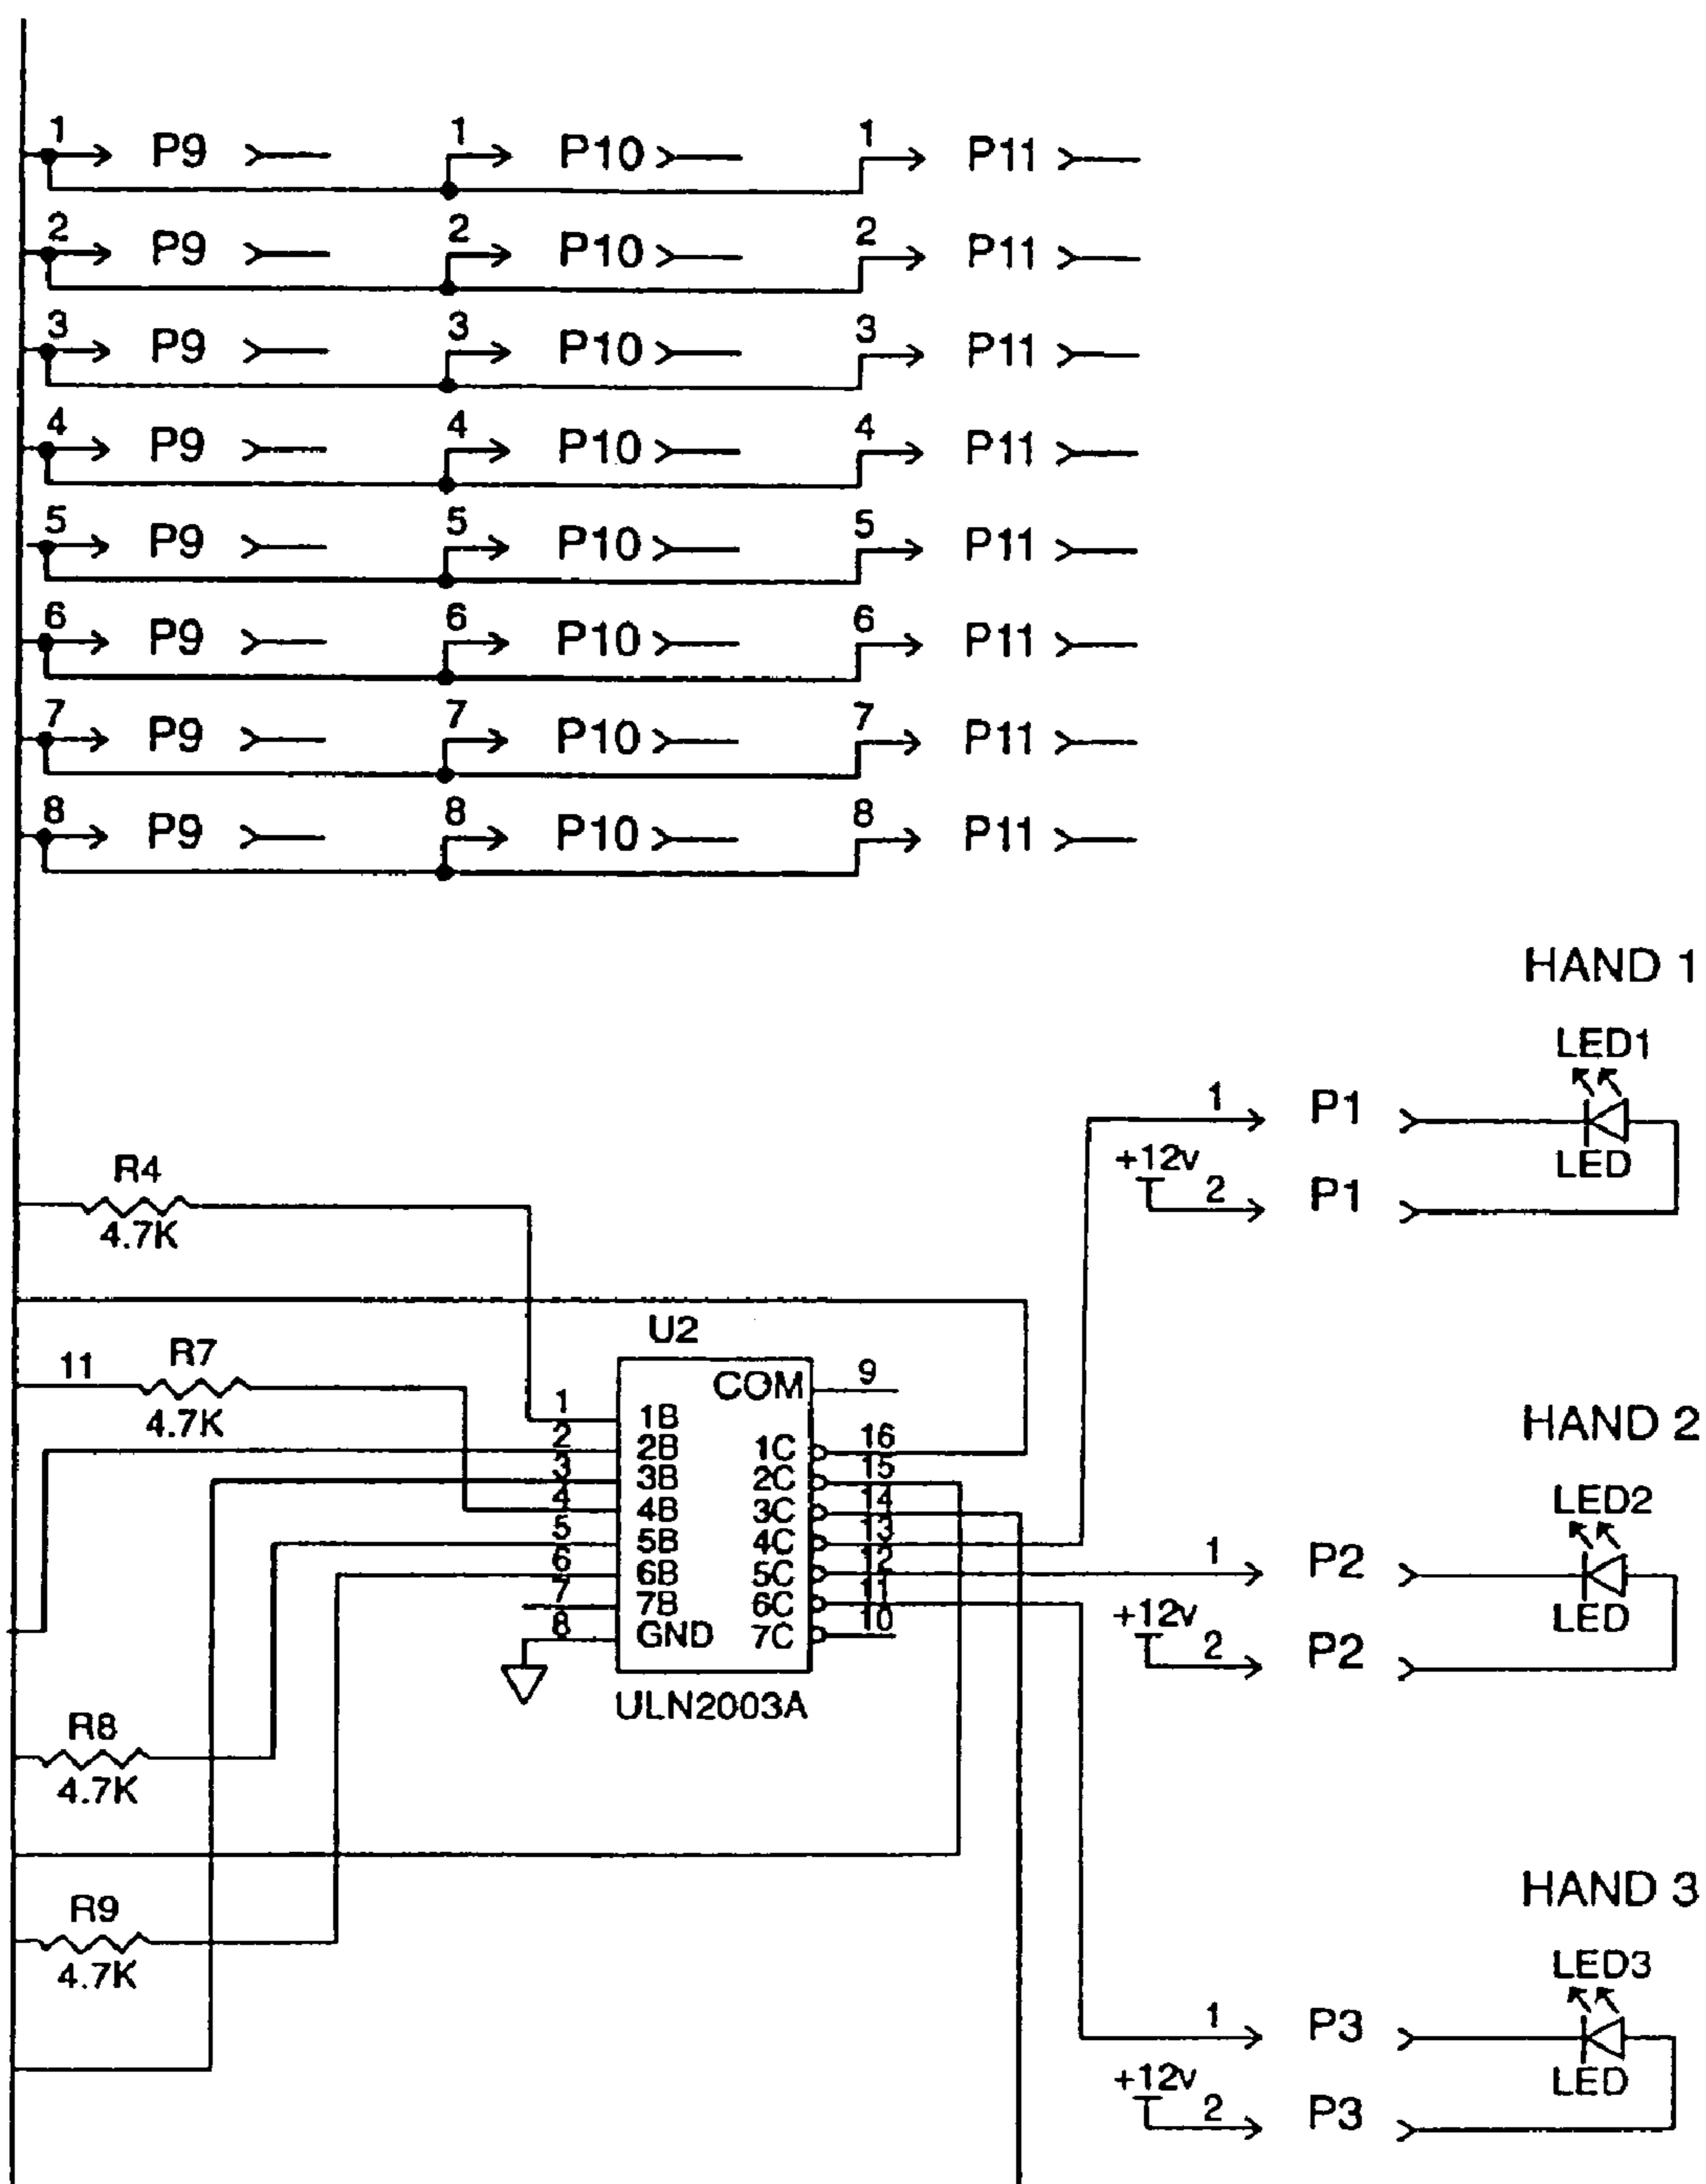 1 P9 1 P10 1 P11
2 P9 2 P10 2 P11
3 P9 3 P10 3 P11
4 P9 4 P10 4 P11
5 P9 5 P10 5 P11
6 P9 6 P10 6 P11
7 P9 7 P10 7 P11
8 P9 8 P10 8 P11
HAND 1
LED1
1 P1
LED
+12v
2 P1
R4
4.7K
U2
11 R7
4.7K
COM 9
1 1B
2 2B 1C 16
3 3B 2C 15
4 4B 3C 14
5 5B 4C 13
6 6B 5C 12
7 7B 6C 11
8 GND 7C 10
ULN2003A
HAND 2
LED2
1 P2
LED
+12v
2 P2
R8
4.7K
R9
4.7K
HAND 3
LED3
1 P3
LED
+12v
2 P3